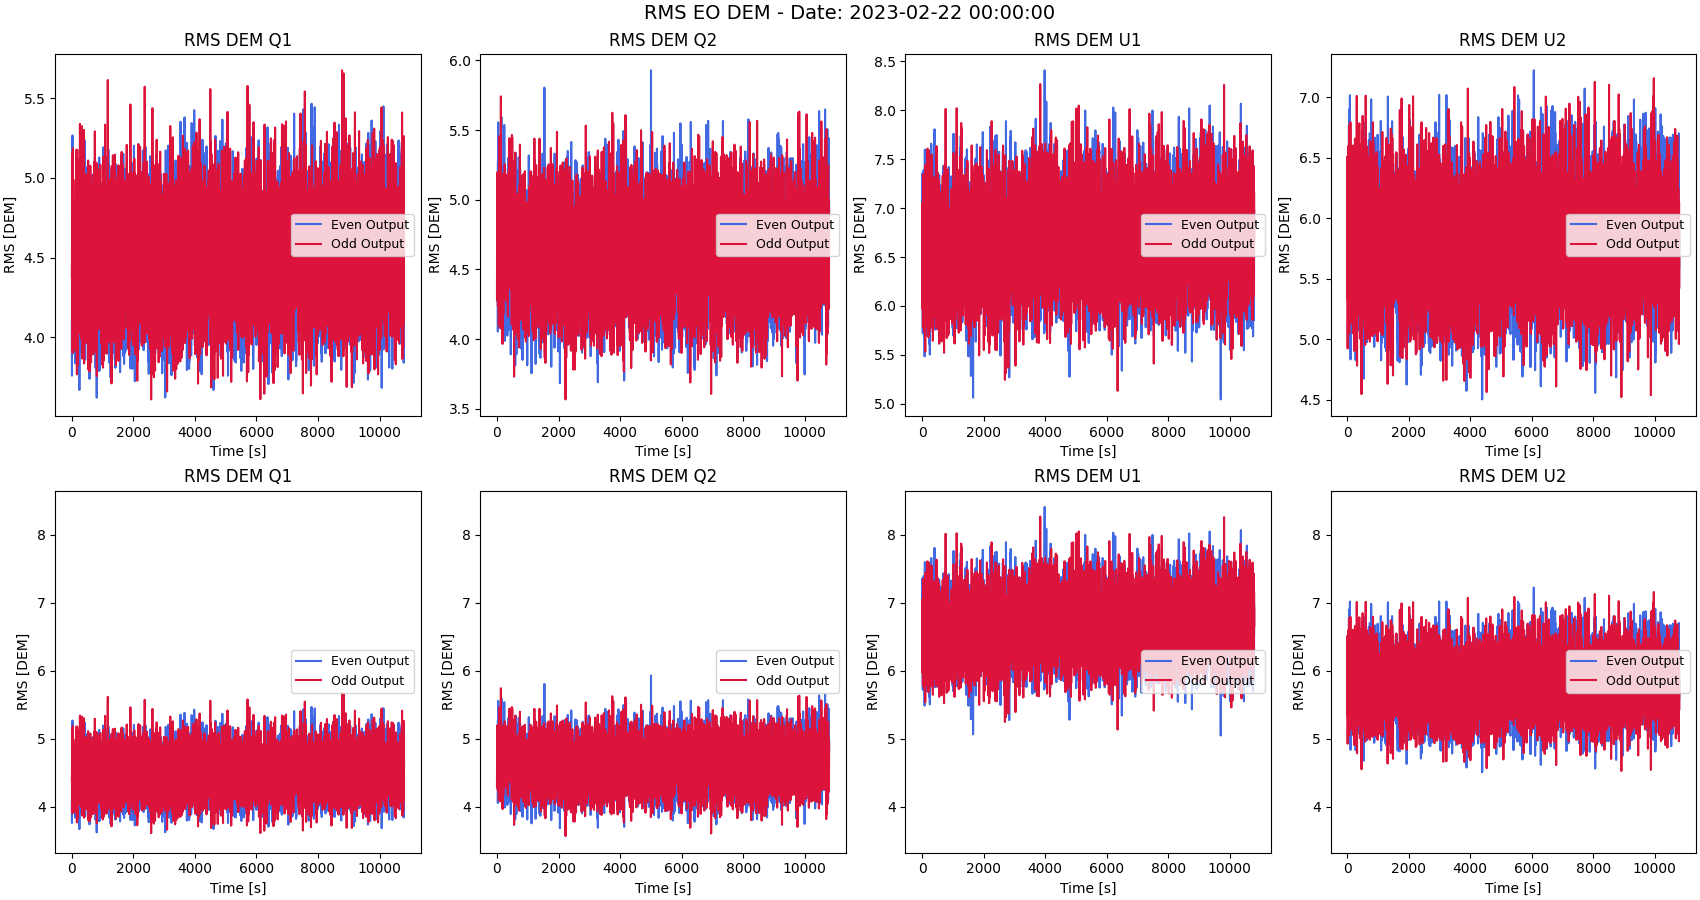 RMS EO DEM - Date: 2023-02-22 00:00:00
RMS DEM Q1
RMS DEM Q2
RMS DEM U1
RMS DEM U2
RMS [DEM]
5.5
5.0
4.5
4.0
Even Output
Odd Output
0 2000 4000 6000 8000 10000
Time [s]
RMS [DEM]
6.0
5.5
5.0
4.5
4.0
3.5
Even Output
Odd Output
0 2000 4000 6000 8000 10000
Time [s]
RMS [DEM]
8.5
8.0
7.5
7.0
6.5
6.0
5.5
5.0
Even Output
Odd Output
0 2000 4000 6000 8000 10000
Time [s]
RMS [DEM]
7.0
6.5
6.0
5.5
5.0
4.5
Even Output
Odd Output
0 2000 4000 6000 8000 10000
Time [s]
RMS DEM Q1
RMS DEM Q2
RMS DEM U1
RMS DEM U2
RMS [DEM]
8
7
6
5
4
Even Output
Odd Output
0 2000 4000 6000 8000 10000
Time [s]
RMS [DEM]
8
7
6
5
4
Even Output
Odd Output
0 2000 4000 6000 8000 10000
Time [s]
RMS [DEM]
8
7
6
5
4
Even Output
Odd Output
0 2000 4000 6000 8000 10000
Time [s]
RMS [DEM]
8
7
6
5
4
Even Output
Odd Output
0 2000 4000 6000 8000 10000
Time [s]